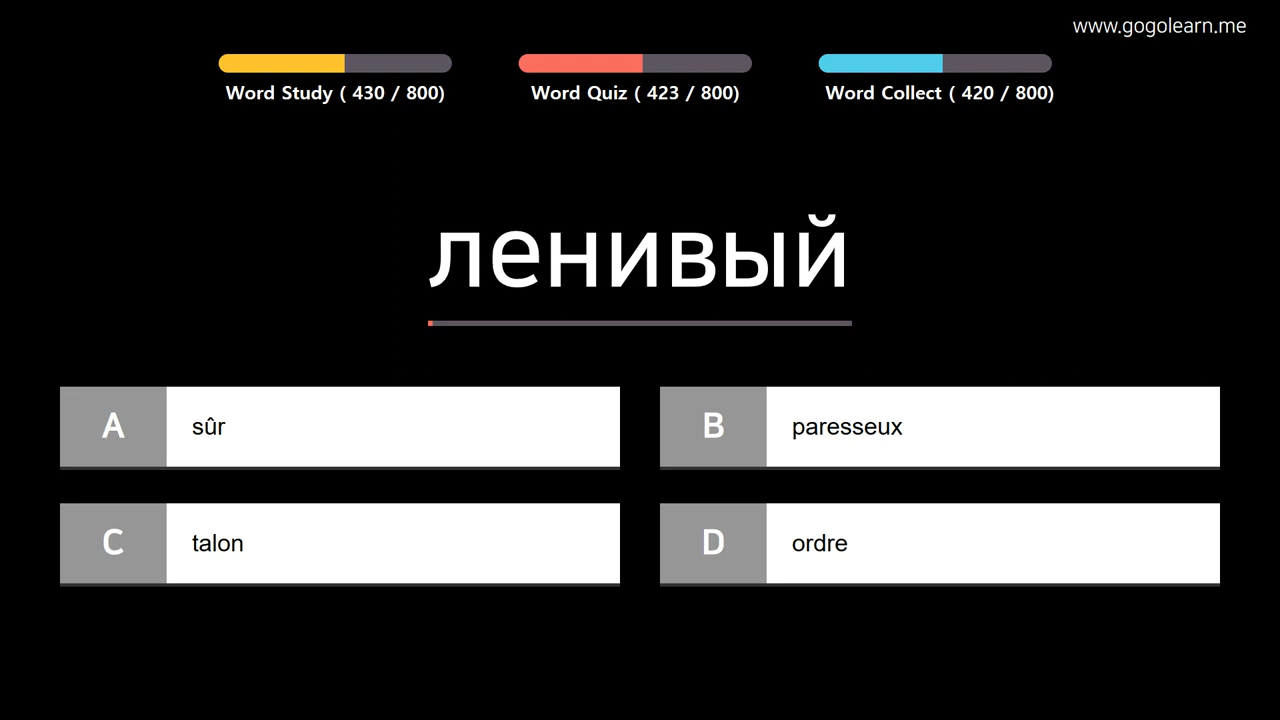 www.gogolearn.me
Word Study ( 430 / 800)
Word Quiz ( 423 / 800)
Word Collect ( 420 / 800)
ленивый
A sûr
B paresseux
C talon
D ordre